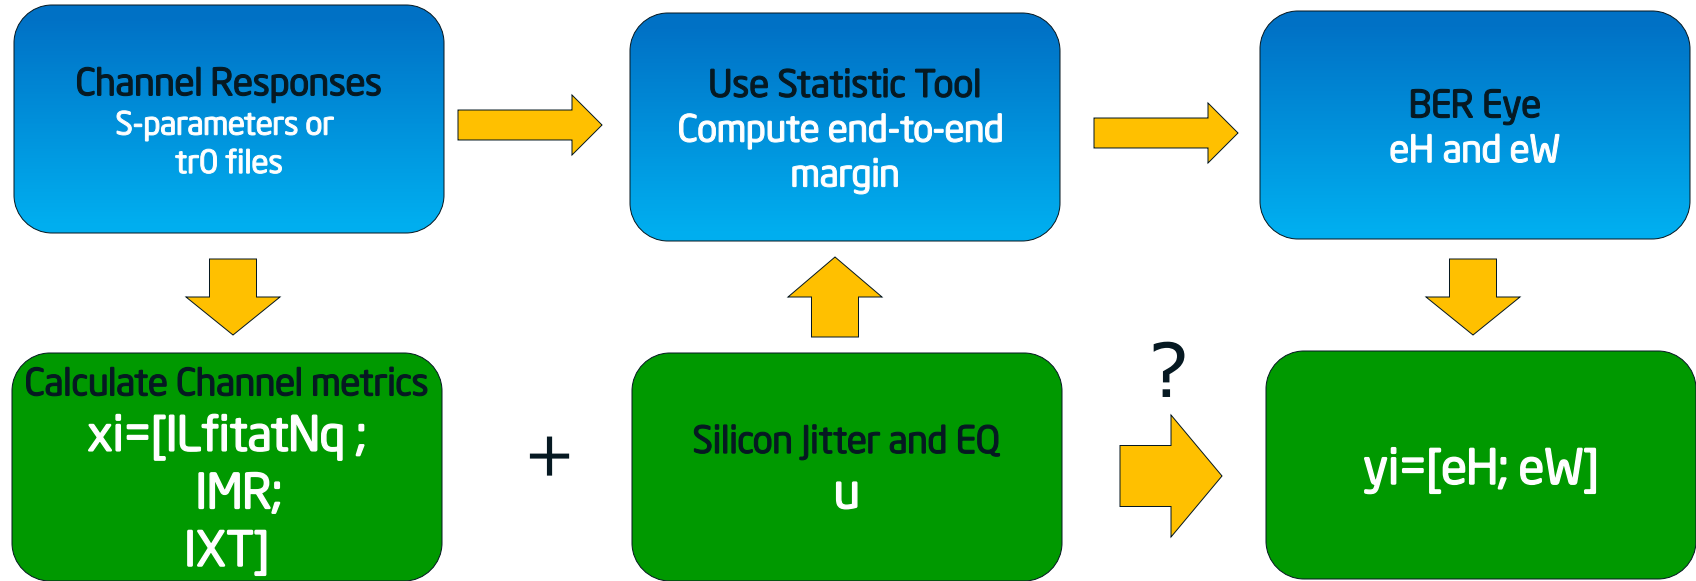 Channel Responses
S-parameters or
tr0 files
Use Statistic Tool
Compute end-to-end
margin
BER Eye
eH and eW
Calculate Channel metrics
xi=[ILfitatNq ;
IMR;
IXT]
+
Silicon Jitter and EQ
u
?
yi=[eH; eW]